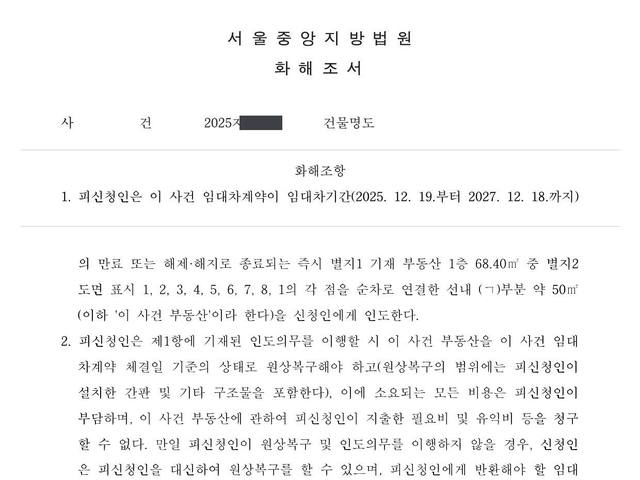 서울중앙지방법원
화해조서
사 건 2025자 건물명도
화해조항
1. 피신청인은 이 사건 임대차계약이 임대차기간(2025. 12. 19.부터 2027. 12. 18.까지)
의 만료 또는 해제·해지로 종료되는 즉시 별지1 기재 부동산 1층 68.40㎡ 중 별지2
도면 표시 1, 2, 3, 4, 5, 6, 7, 8, 1의 각 점을 순차로 연결한 선내 (ㄱ)부분 약 50㎡
(이하 '이 사건 부동산'이라 한다)을 신청인에게 인도한다.
2. 피신청인은 제1항에 기재된 인도의무를 이행할 시 이 사건 부동산을 이 사건 임대
차계약 체결일 기준의 상태로 원상복구해야 하고(원상복구의 범위에는 피신청인이
설치한 간판 및 기타 구조물을 포함한다), 이에 소요되는 모든 비용은 피신청인이
부담하며, 이 사건 부동산에 관하여 피신청인이 지출한 필요비 및 유익비 등을 청구
할 수 없다. 만일 피신청인이 원상복구 및 인도의무를 이행하지 않을 경우, 신청인
은 피신청인을 대신하여 원상복구를 할 수 있으며, 피신청인에게 반환해야 할 임대